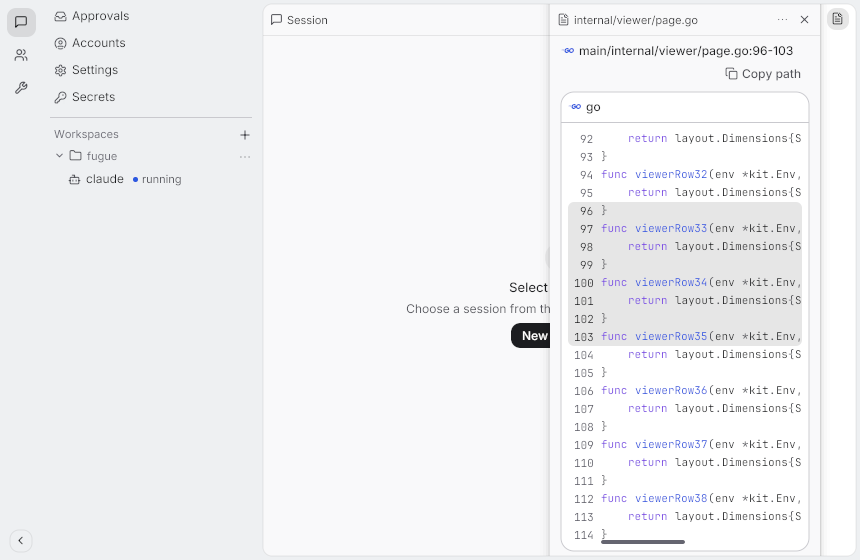 Approvals
Accounts
Settings
Secrets
Workspaces
fugue
claude running
Session
Select
Choose a session from th
New
internal/viewer/page.go
main/internal/viewer/page.go:96-103
Copy path
go
92 return layout.Dimensions{S
93 }
94 func viewerRow32(env *kit.Env,
95 return layout.Dimensions{S
96 }
97 func viewerRow33(env *kit.Env,
98 return layout.Dimensions{S
99 }
100 func viewerRow34(env *kit.Env,
101 return layout.Dimensions{S
102 }
103 func viewerRow35(env *kit.Env,
104 return layout.Dimensions{S
105 }
106 func viewerRow36(env *kit.Env,
107 return layout.Dimensions{S
108 }
109 func viewerRow37(env *kit.Env,
110 return layout.Dimensions{S
111 }
112 func viewerRow38(env *kit.Env,
113 return layout.Dimensions{S
114 }